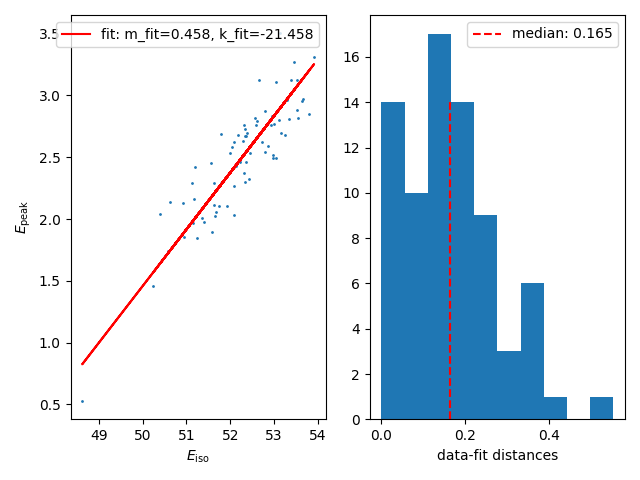 fit: m_fit=0.458, k_fit=-21.458
3.5
3.0
2.5
2.0
1.5
1.0
0.5
E_peak
49 50 51 52 53 54
E_iso
median: 0.165
16
14
12
10
8
6
4
2
0
0.0 0.2 0.4
data-fit distances